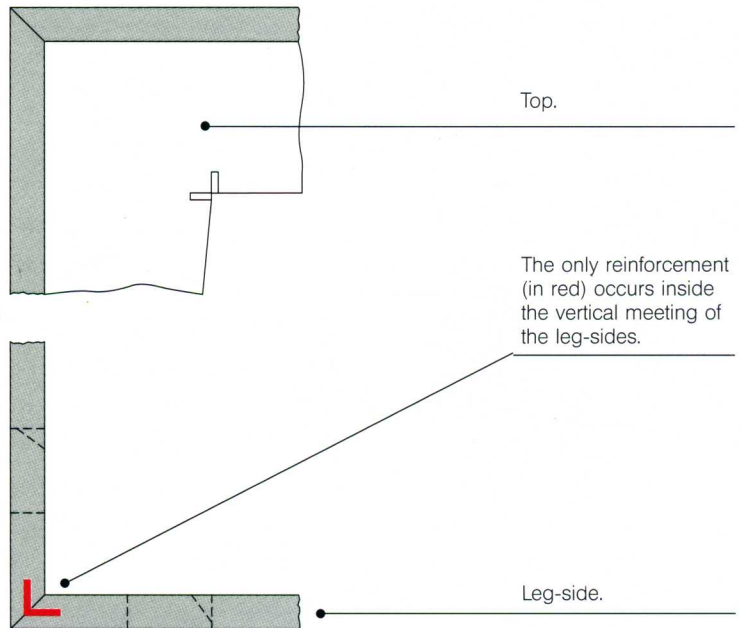 Top.
The only reinforcement
(in red) occurs inside
the vertical meeting of
the leg-sides.
Leg-side.